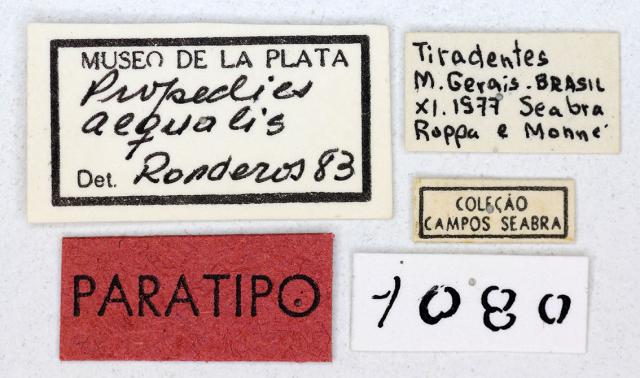 MUSEO DE LA PLATA
Propedies
aequalis
Det. Ronderos 83
Tiradentes
M. Gerais. BRASIL
XI.1977 Seabra
Roppa e Monné
COLEÇÃO
CAMPOS SEABRA
PARATIPO
1080